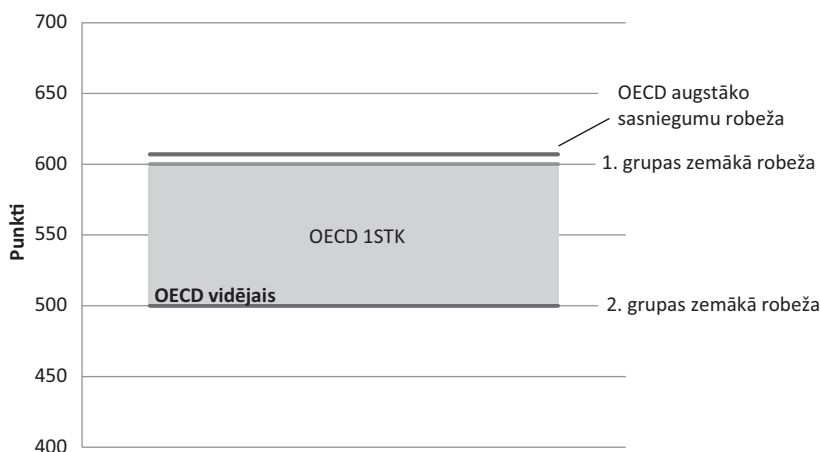 700
650
OECD augstāko
sasniegumu robeža
600
1. grupas zemākā robeža
550
OECD 1STK
Punkti
OECD vidējais
500
2. grupas zemākā robeža
450
400